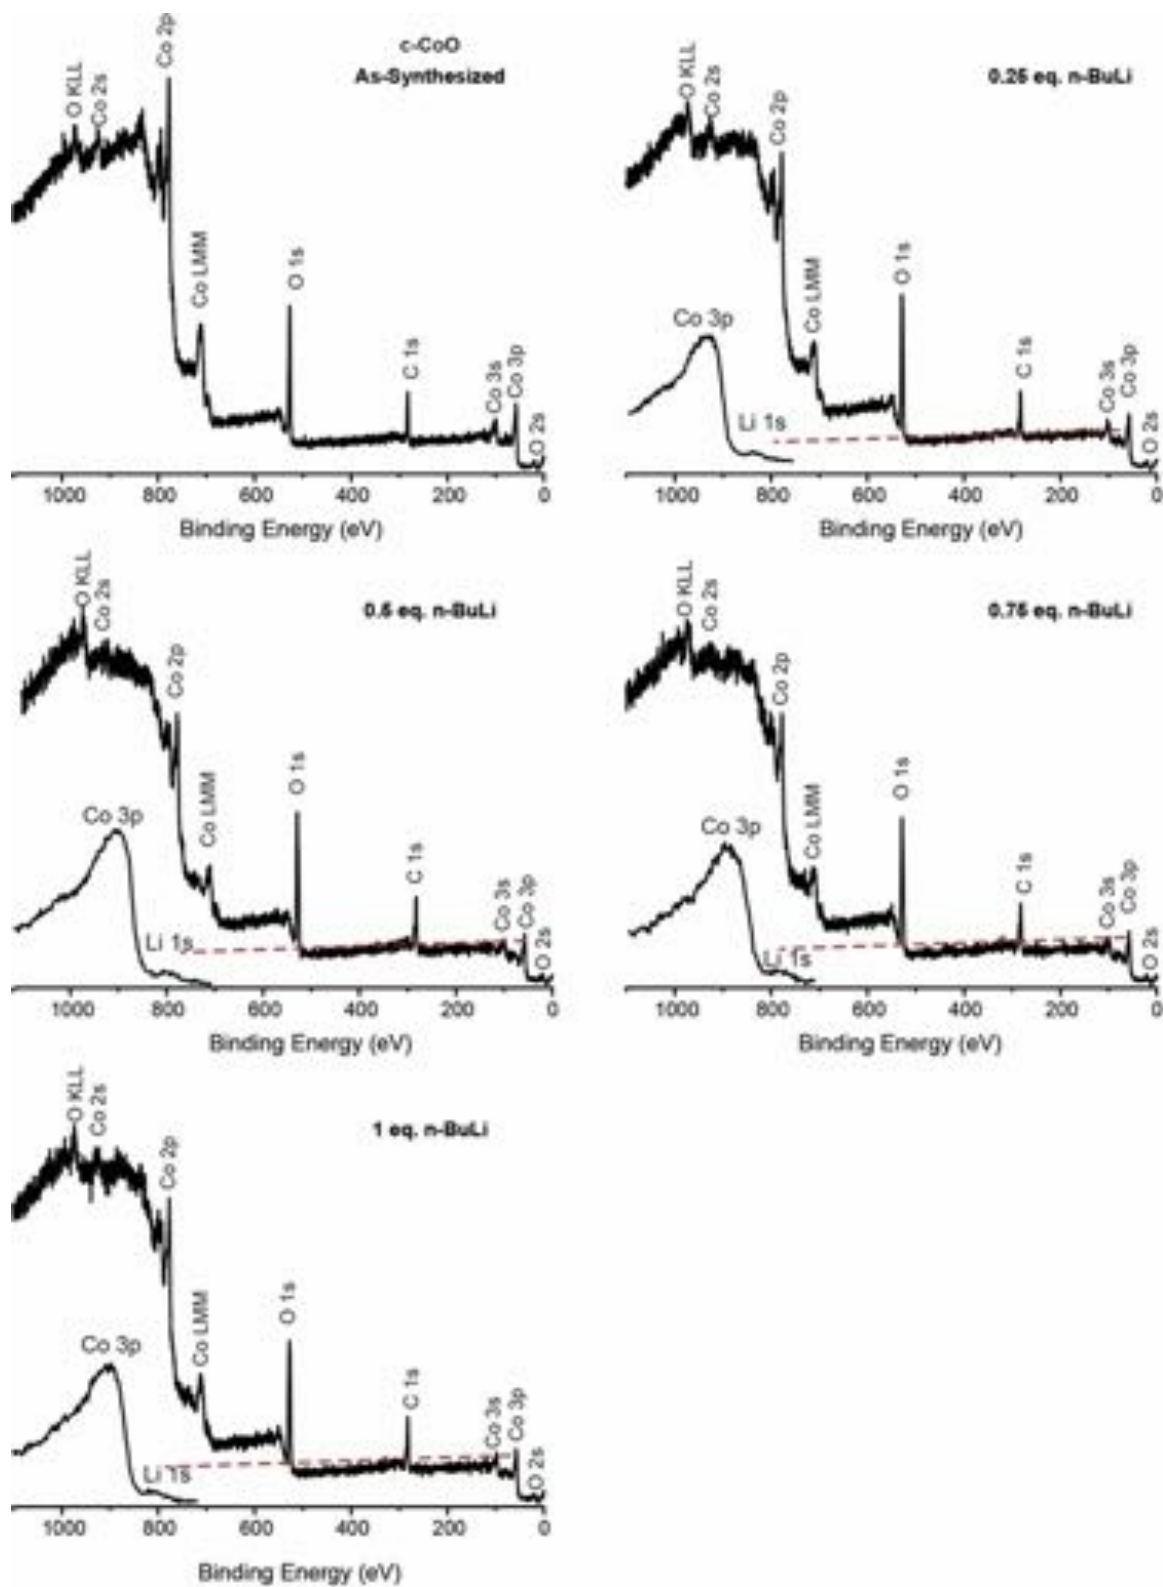 c-CoO
As-Synthesized
O KLL
Co 2s
Co 2p
Co LMM
O 1s
C 1s
Co 3s
Co 3p
O 2s
1000 800 600 400 200 0
Binding Energy (eV)
0.25 eq. n-BuLi
O KLL
Co 2s
Co 2p
Co LMM
O 1s
C 1s
Co 3s
Co 3p
O 2s
Co 3p
Li 1s
1000 800 600 400 200 0
Binding Energy (eV)
0.5 eq. n-BuLi
O KLL
Co 2s
Co 2p
Co LMM
O 1s
C 1s
Co 3s
Co 3p
O 2s
Co 3p
Li 1s
1000 800 600 400 200 0
Binding Energy (eV)
0.75 eq. n-BuLi
O KLL
Co 2s
Co 2p
Co LMM
O 1s
C 1s
Co 3s
Co 3p
O 2s
Co 3p
Li 1s
1000 800 600 400 200 0
Binding Energy (eV)
1 eq. n-BuLi
O KLL
Co 2s
Co 2p
Co LMM
O 1s
C 1s
Co 3s
Co 3p
O 2s
Co 3p
Li 1s
1000 800 600 400 200 0
Binding Energy (eV)